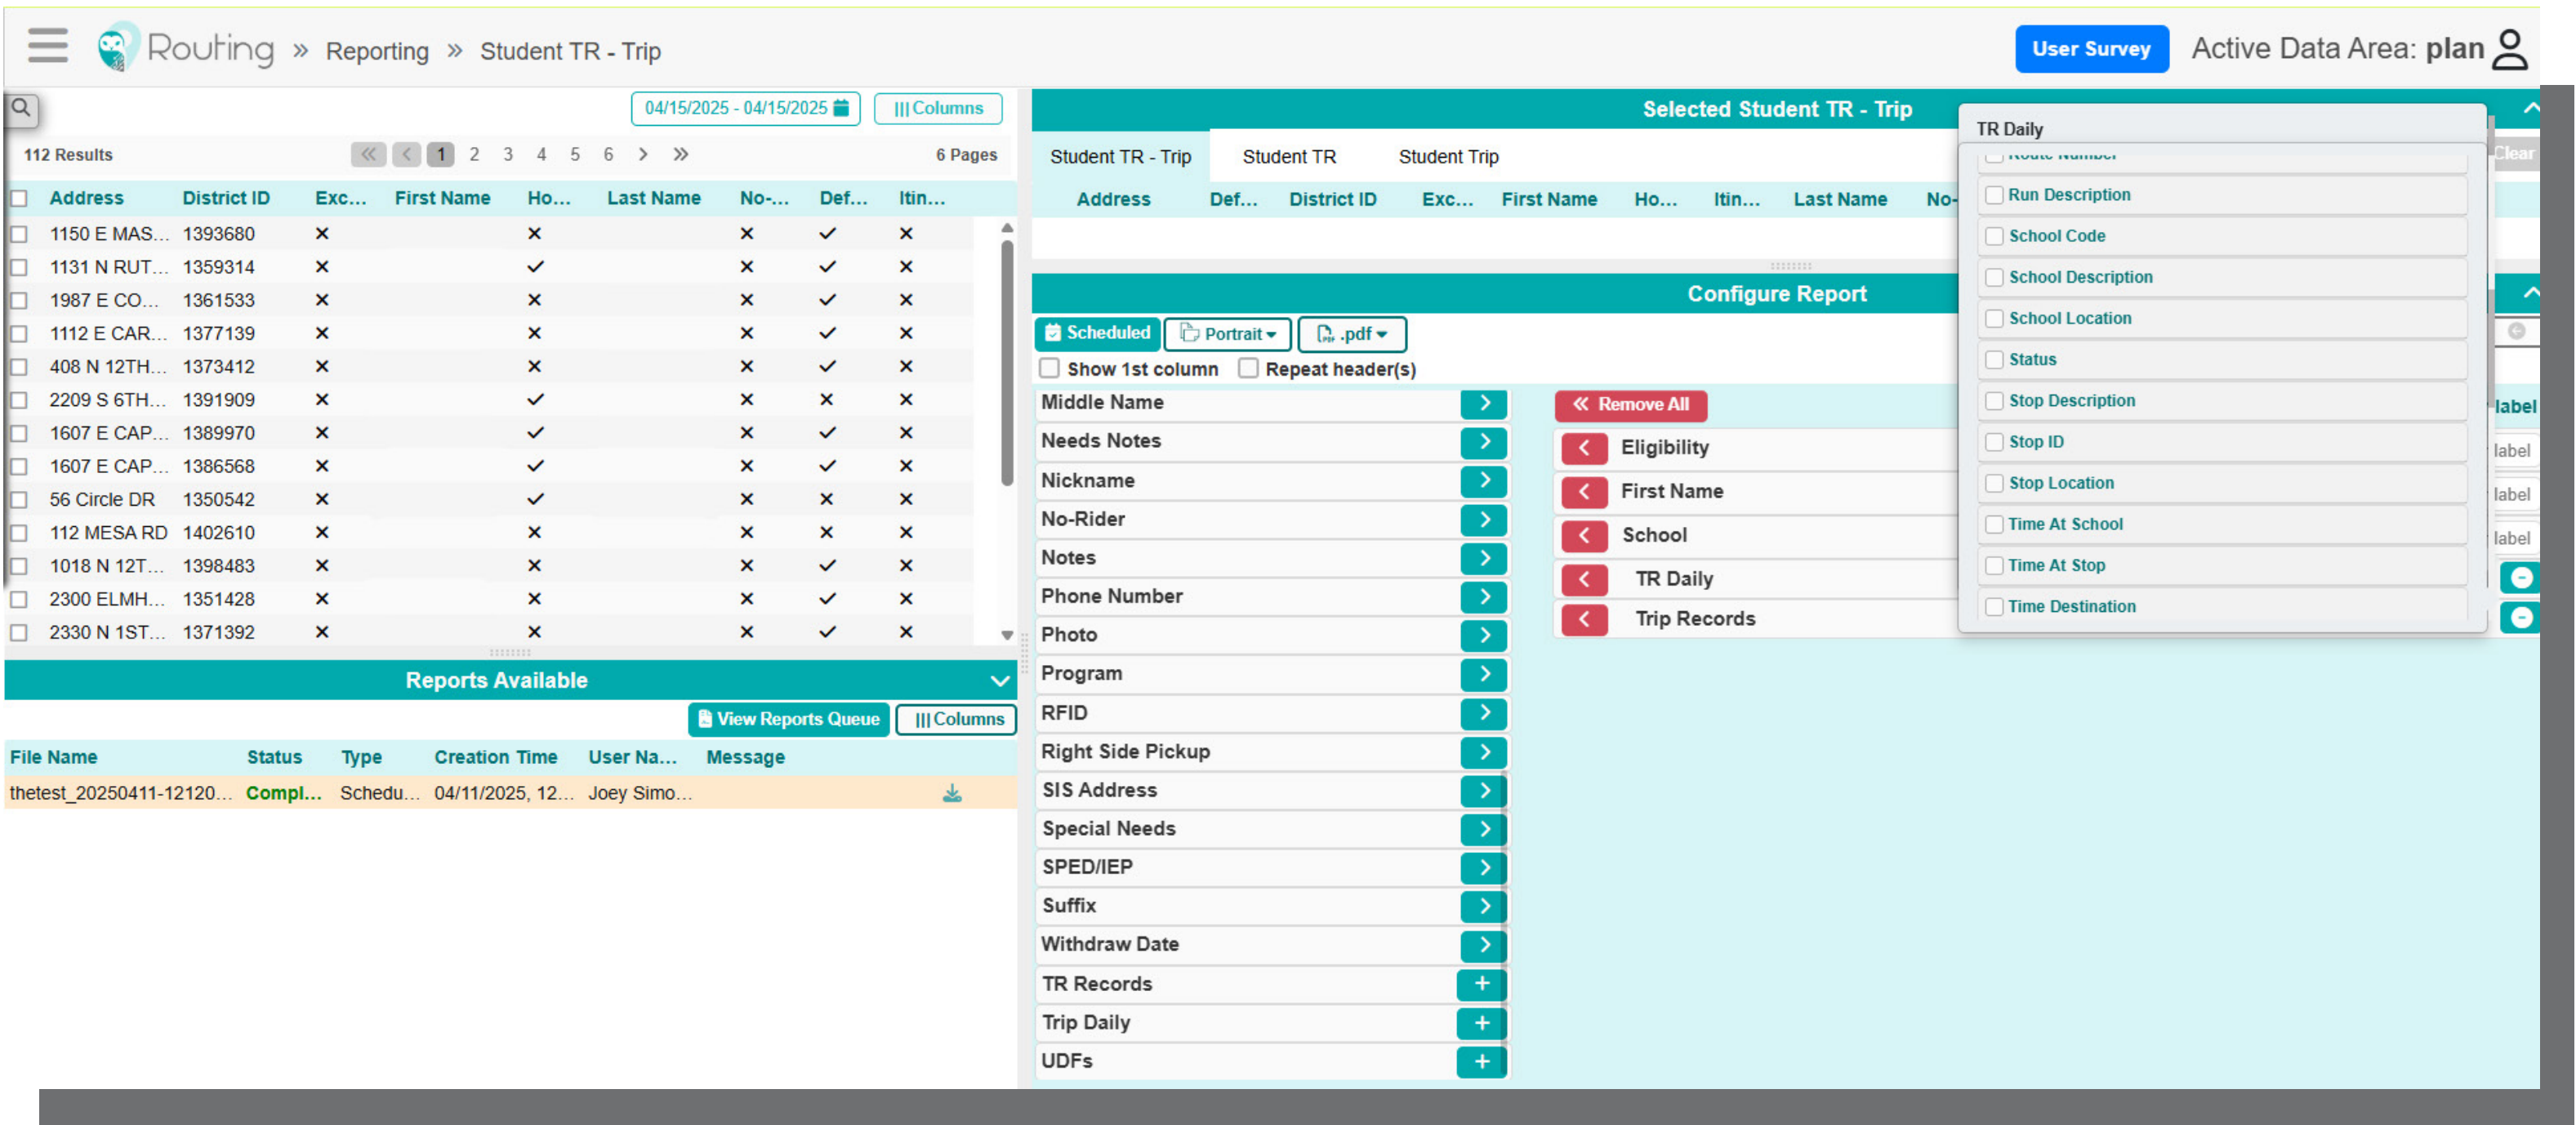 Routing » Reporting » Student TR - Trip
User Survey
Active Data Area: plan
04/15/2025 - 04/15/2025
Columns
112 Results
1 2 3 4 5 6
6 Pages
Address District ID Exc... First Name Ho... Last Name No-... Def... Itin...
1150 E MAS... 1393680
1131 N RUT... 1359314
1987 E CO... 1361533
1112 E CAR... 1377139
408 N 12TH... 1373412
2209 S 6TH... 1391909
1607 E CAP... 1389970
1607 E CAP... 1386568
56 Circle DR 1350542
112 MESA RD 1402610
1018 N 12T... 1398483
2300 ELMH... 1351428
2330 N 1ST... 1371392
Reports Available
View Reports Queue
Columns
File Name Status Type Creation Time User Na... Message
thetest_20250411-12120... Compl... Schedu... 04/11/2025, 12... Joey Simo...
Selected Student TR - Trip
Student TR - Trip Student TR Student Trip
Clear
Address Def... District ID Exc... First Name Ho... Itin... Last Name No-
Configure Report
Scheduled Portrait .pdf
Show 1st column Repeat header(s)
Middle Name
Needs Notes
Nickname
No-Rider
Notes
Phone Number
Photo
Program
RFID
Right Side Pickup
SIS Address
Special Needs
SPED/IEP
Suffix
Withdraw Date
TR Records
Trip Daily
UDFs
Remove All
label
Eligibility
label
First Name
label
School
label
TR Daily
Trip Records
TR Daily
Route Number
Run Description
School Code
School Description
School Location
Status
Stop Description
Stop ID
Stop Location
Time At School
Time At Stop
Time Destination